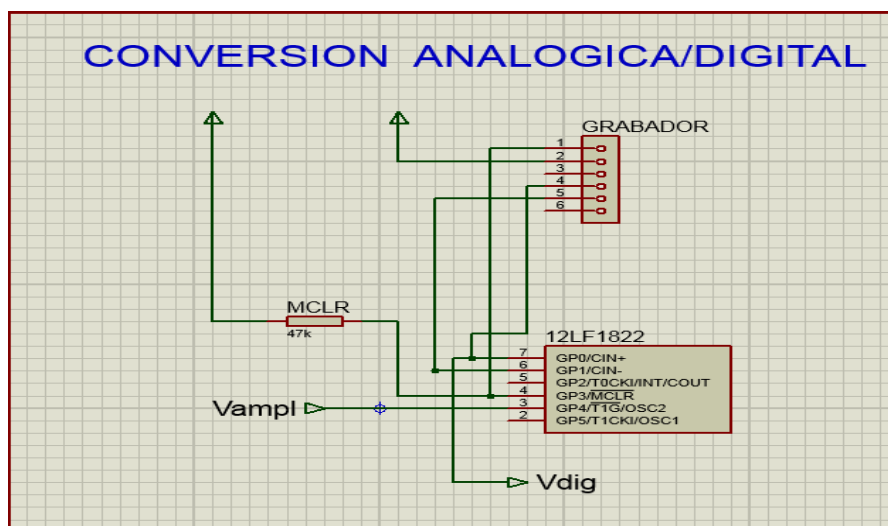 CONVERSION ANALOGICA/DIGITAL
GRABADOR
1
2
3
4
5
6
MCLR
47k
12LF1822
7 GP0/CIN+
6 GP1/CIN-
5 GP2/T0CKI/INT/COUT
4 GP3/MCLR
3 GP4/T1G/OSC2
2 GP5/T1CKI/OSC1
Vampl
Vdig